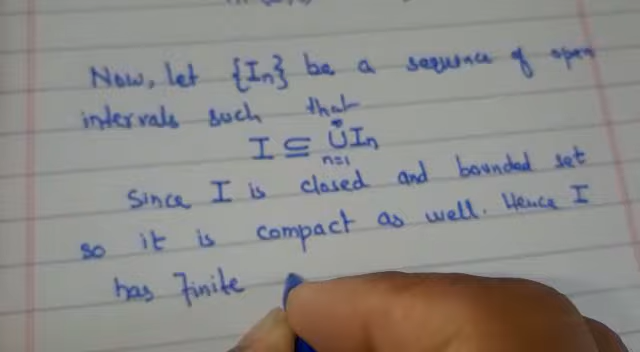 Now, let {In} be a sequence of open
intervals such that
I ⊆ ∞∪n=1 In
Since I is closed and bounded set
so it is compact as well. Hence I
has finite